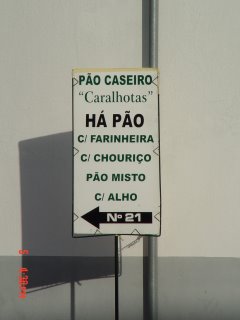 PÃO CASEIRO
"Caralhotas"
HÁ PÃO
C/ FARINHEIRA
C/ CHOURIÇO
PÃO MISTO
C/ ALHO
Nº 21